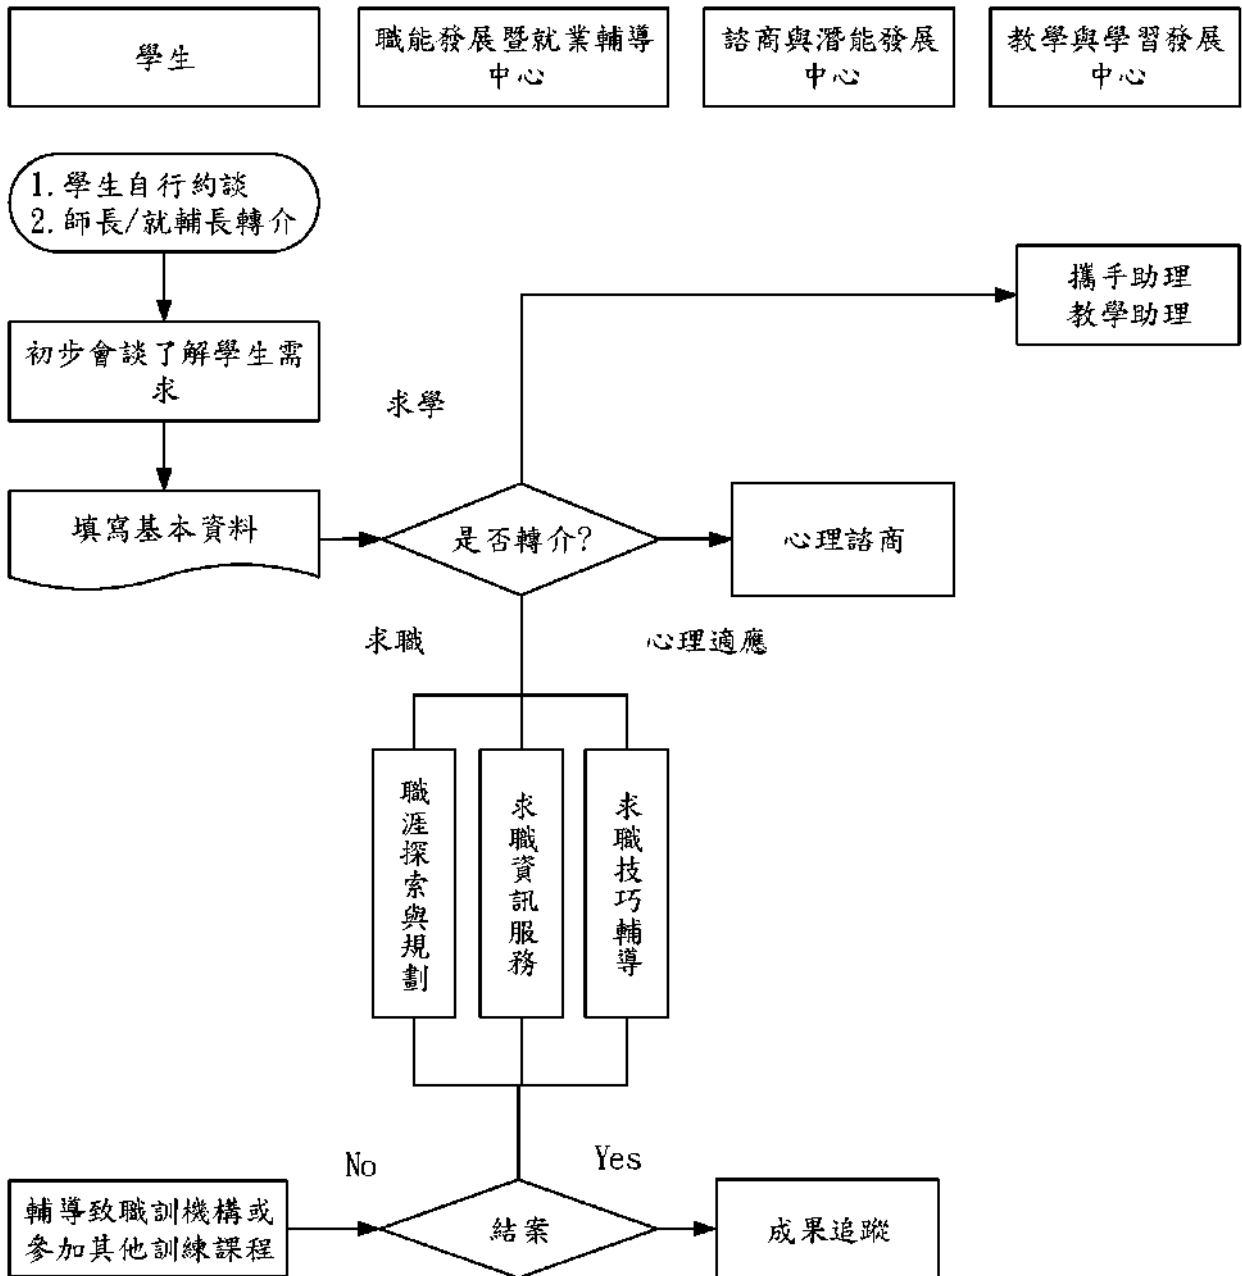 學生
職能發展暨就業輔導
中心
諮商與潛能發展
中心
教學與學習發展
中心
1. 學生自行約談
2. 師長/就輔長轉介
攜手助理
教學助理
初步會談了解學生需
求
求學
填寫基本資料
是否轉介?
心理諮商
求職
心理適應
職涯探索與規劃
求職資訊服務
求職技巧輔導
No
Yes
輔導致職訓機構或
參加其他訓練課程
結案
成果追蹤